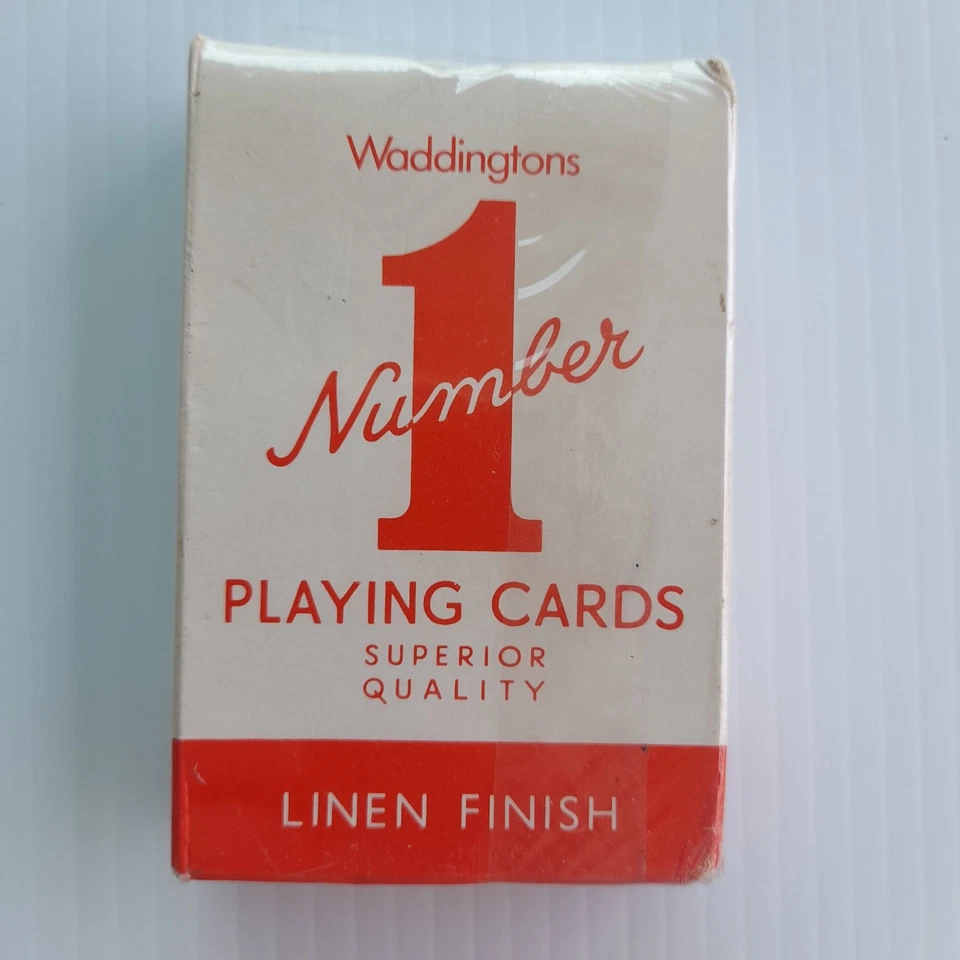 Waddingtons
1
Number
PLAYING CARDS
SUPERIOR
QUALITY
LINEN FINISH